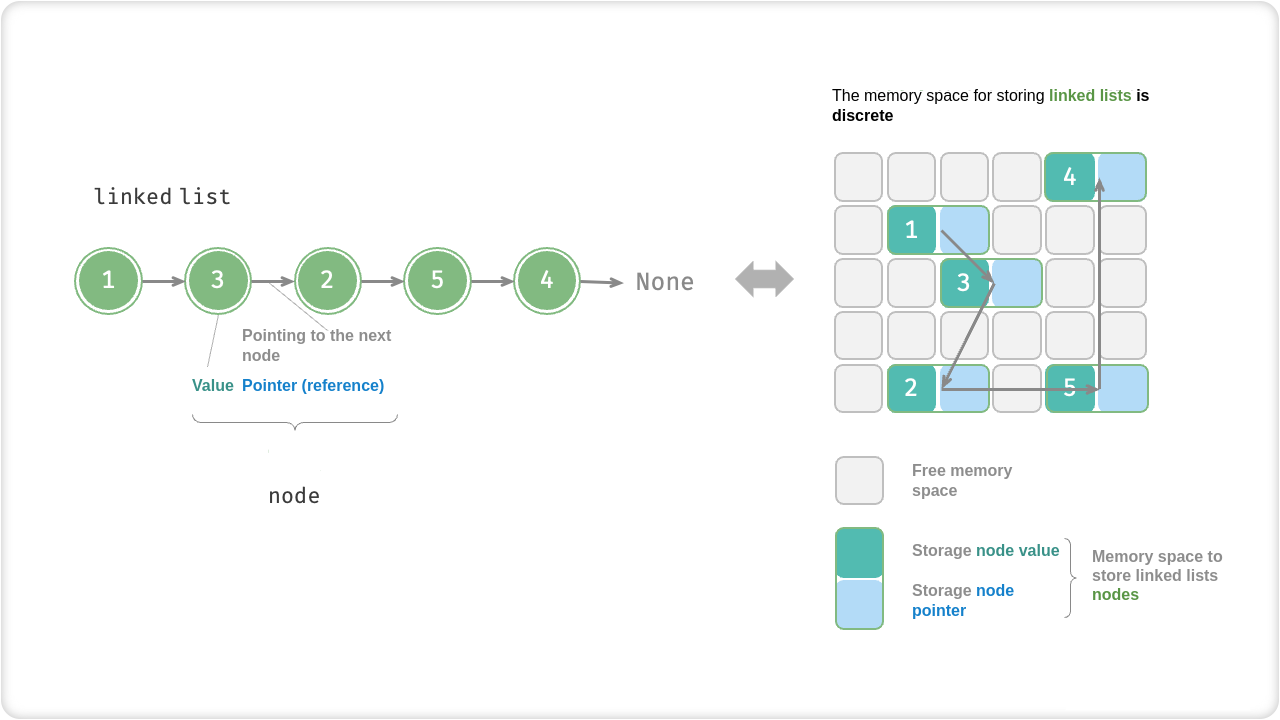 The memory space for storing linked lists is
discrete
linked list
1 3 2 5 4 None
Pointing to the next
node
Value Pointer (reference)
node
4
1
3
2 5
Free memory
space
Storage node value
Storage node
pointer
Memory space to
store linked lists
nodes